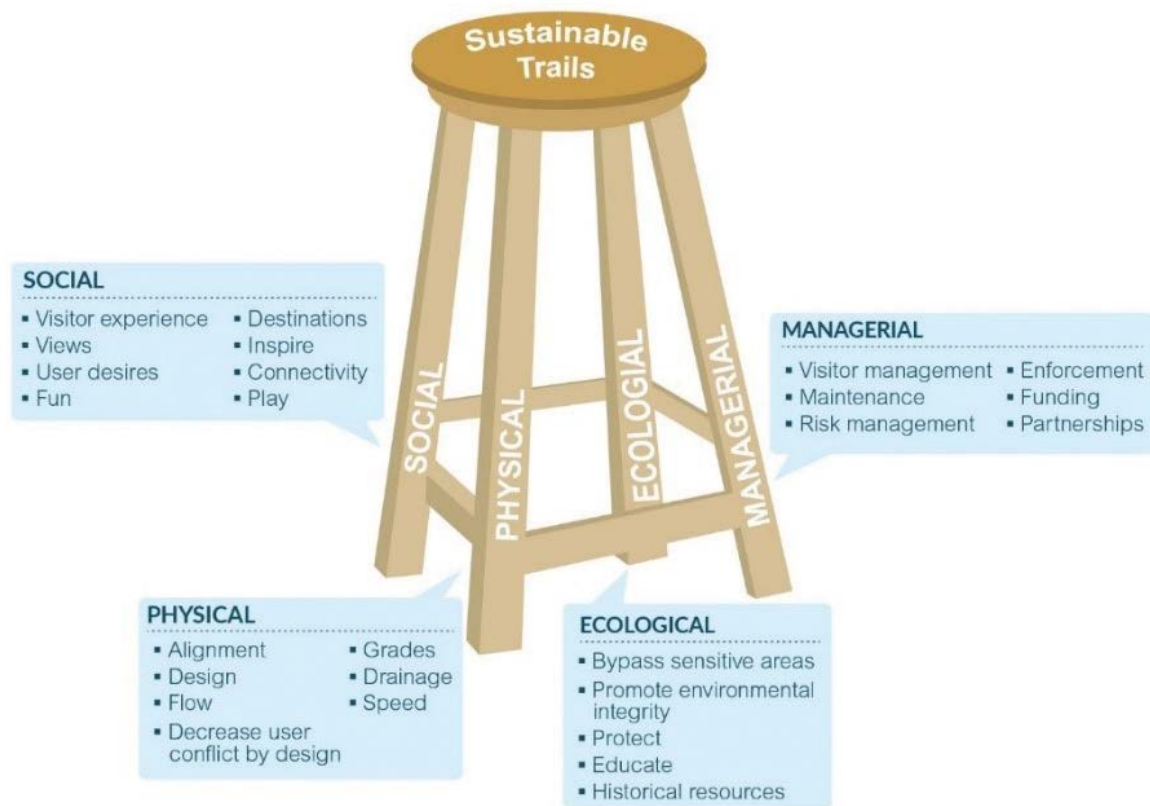 Sustainable
Trails
SOCIAL
▪ Visitor experience
▪ Views
▪ User desires
▪ Fun
▪ Destinations
▪ Inspire
▪ Connectivity
▪ Play
MANAGERIAL
▪ Visitor management
▪ Maintenance
▪ Risk management
▪ Enforcement
▪ Funding
▪ Partnerships
SOCIAL
PHYSICAL
ECOLOGIAL
MANAGERIAL
PHYSICAL
▪ Alignment
▪ Design
▪ Flow
▪ Decrease user
conflict by design
▪ Grades
▪ Drainage
▪ Speed
ECOLOGICAL
▪ Bypass sensitive areas
▪ Promote environmental
integrity
▪ Protect
▪ Educate
▪ Historical resources